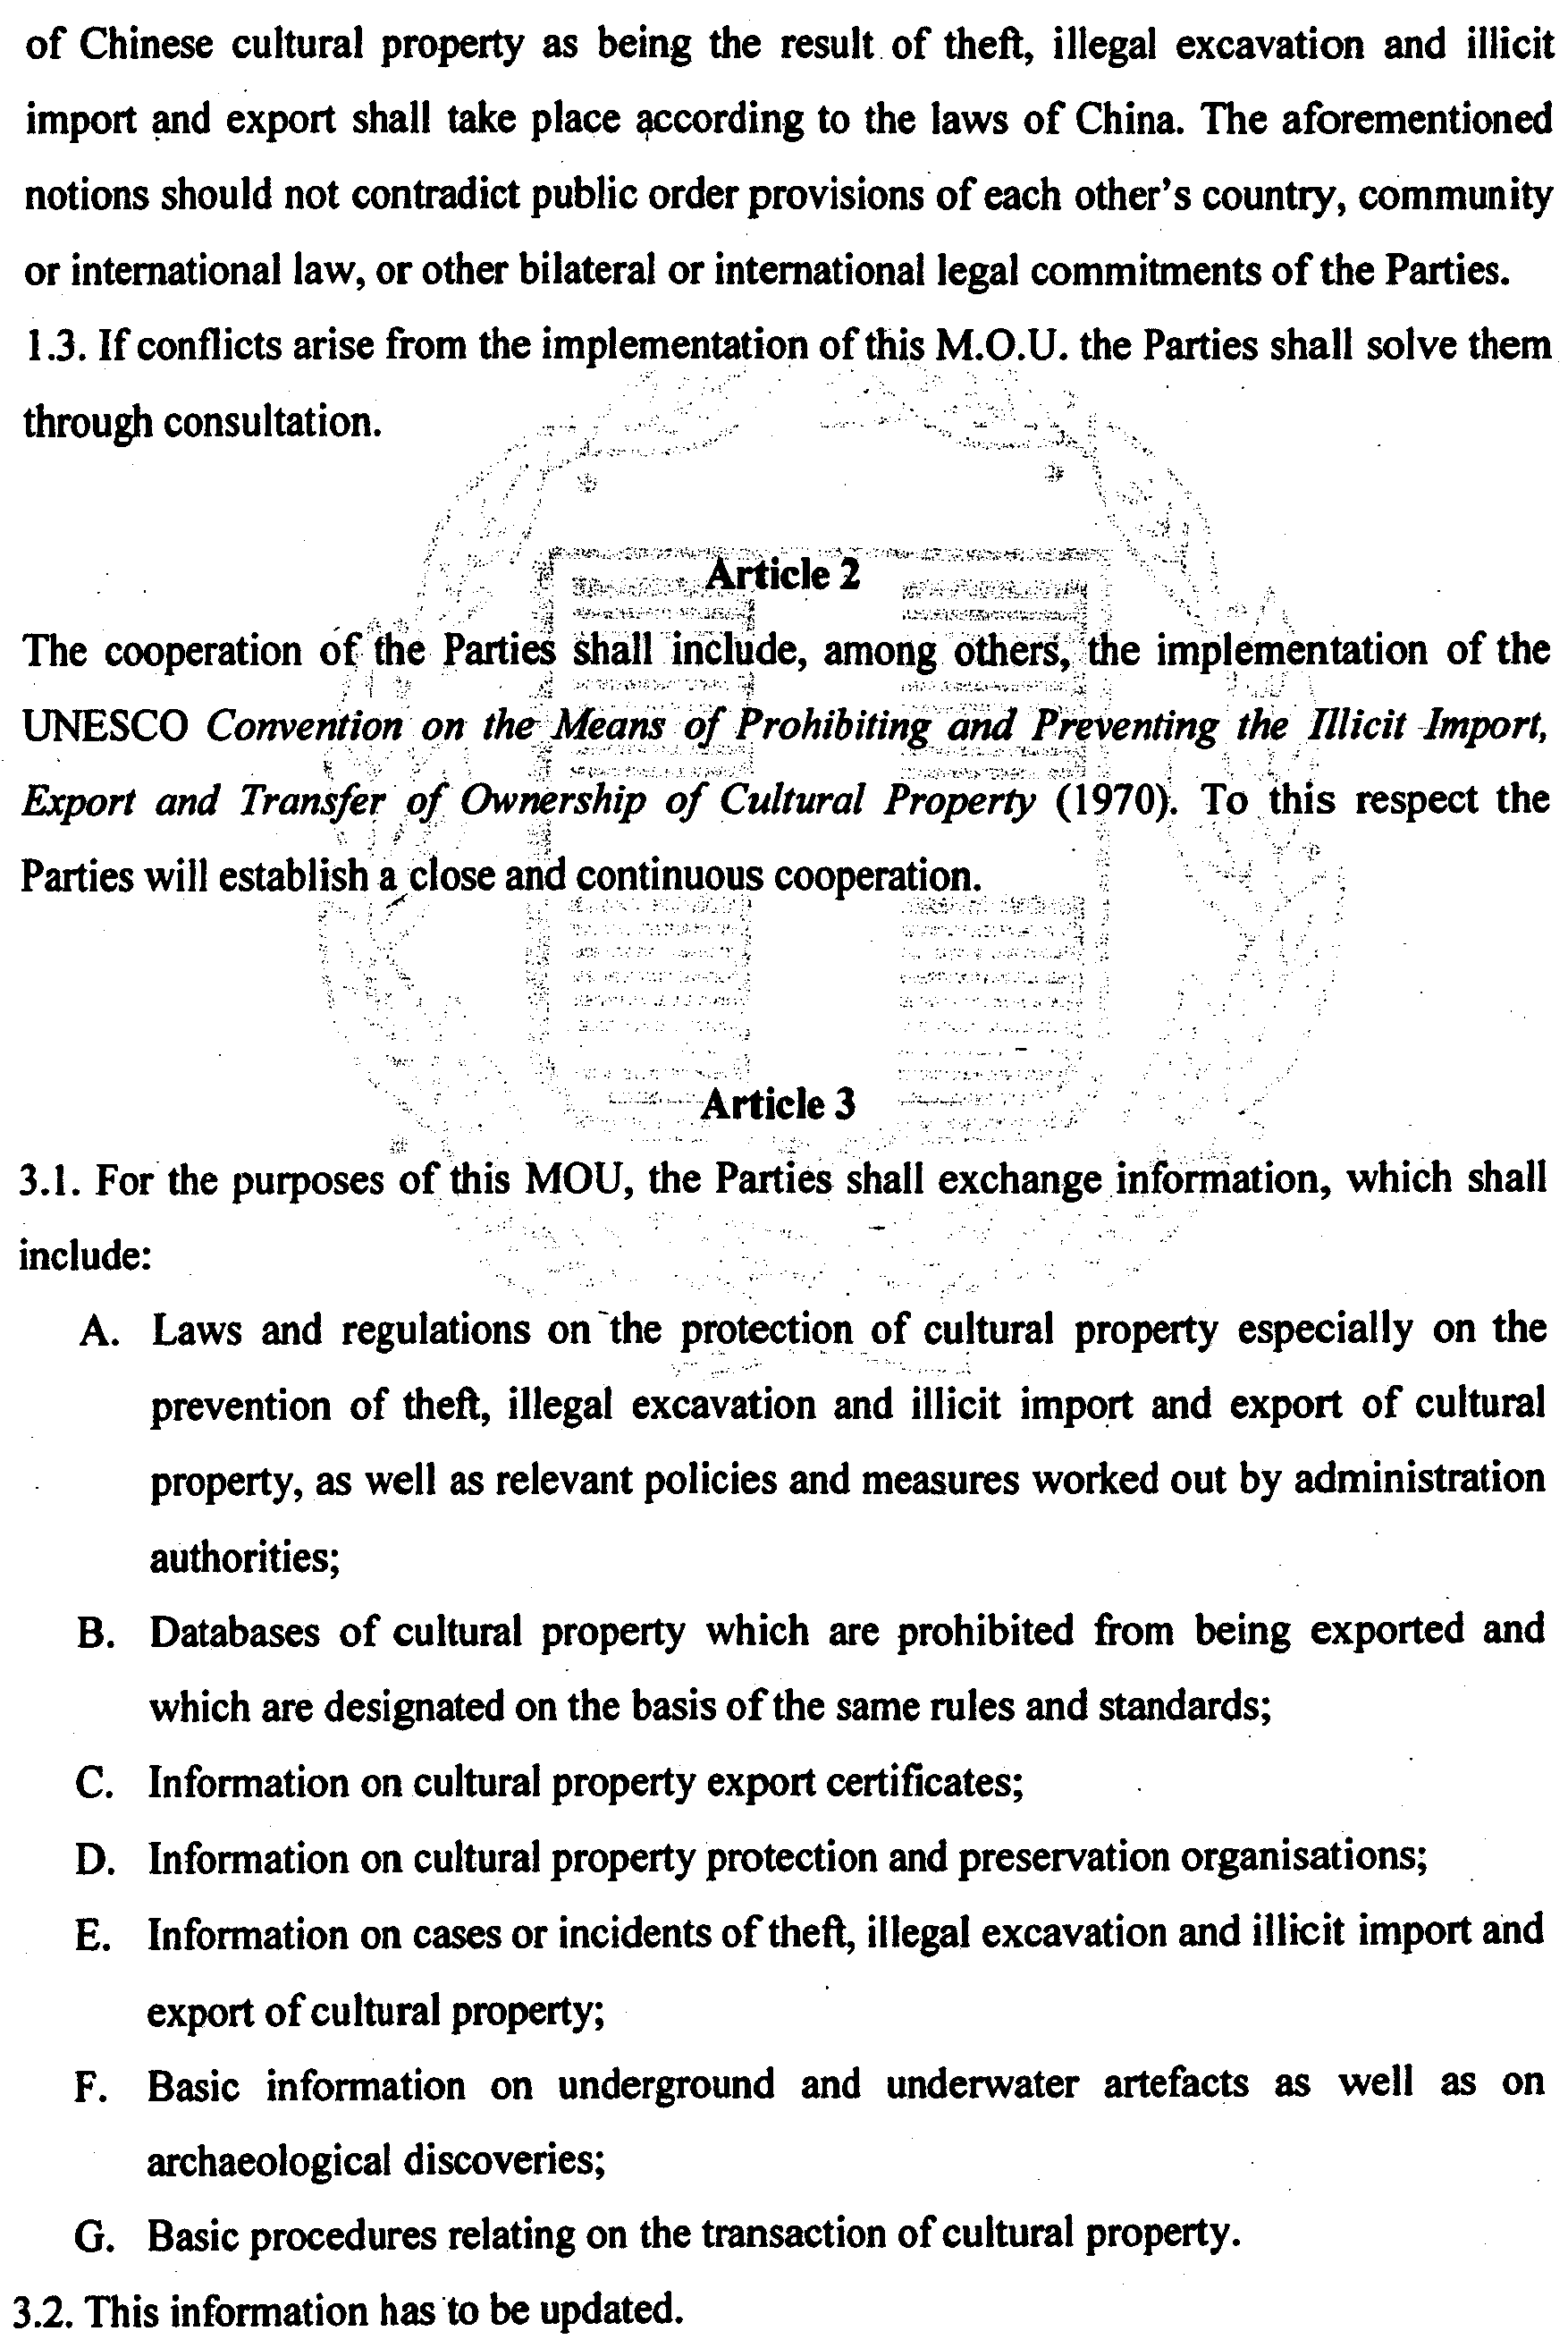 of Chinese cultural property as being the result of theft, illegal excavation and illicit
import and export shall take place according to the laws of China. The aforementioned
notions should not contradict public order provisions of each other's country, community
or international law, or other bilateral or international legal commitments of the Parties.
1.3. If conflicts arise from the implementation of this M.O.U. the Parties shall solve them
through consultation.
Article 2
The cooperation of the Parties shall include, among others, the implementation of the
UNESCO Convention on the Means of Prohibiting and Preventing the Illicit Import,
Export and Transfer of Ownership of Cultural Property (1970). To this respect the
Parties will establish a close and continuous cooperation.
Article 3
3.1. For the purposes of this MOU, the Parties shall exchange information, which shall
include:
A. Laws and regulations on the protection of cultural property especially on the
prevention of theft, illegal excavation and illicit import and export of cultural
property, as well as relevant policies and measures worked out by administration
authorities;
B. Databases of cultural property which are prohibited from being exported and
which are designated on the basis of the same rules and standards;
C. Information on cultural property export certificates;
D. Information on cultural property protection and preservation organisations;
E. Information on cases or incidents of theft, illegal excavation and illicit import and
export of cultural property;
F. Basic information on underground and underwater artefacts as well as on
archaeological discoveries;
G. Basic procedures relating on the transaction of cultural property.
3.2. This information has to be updated.